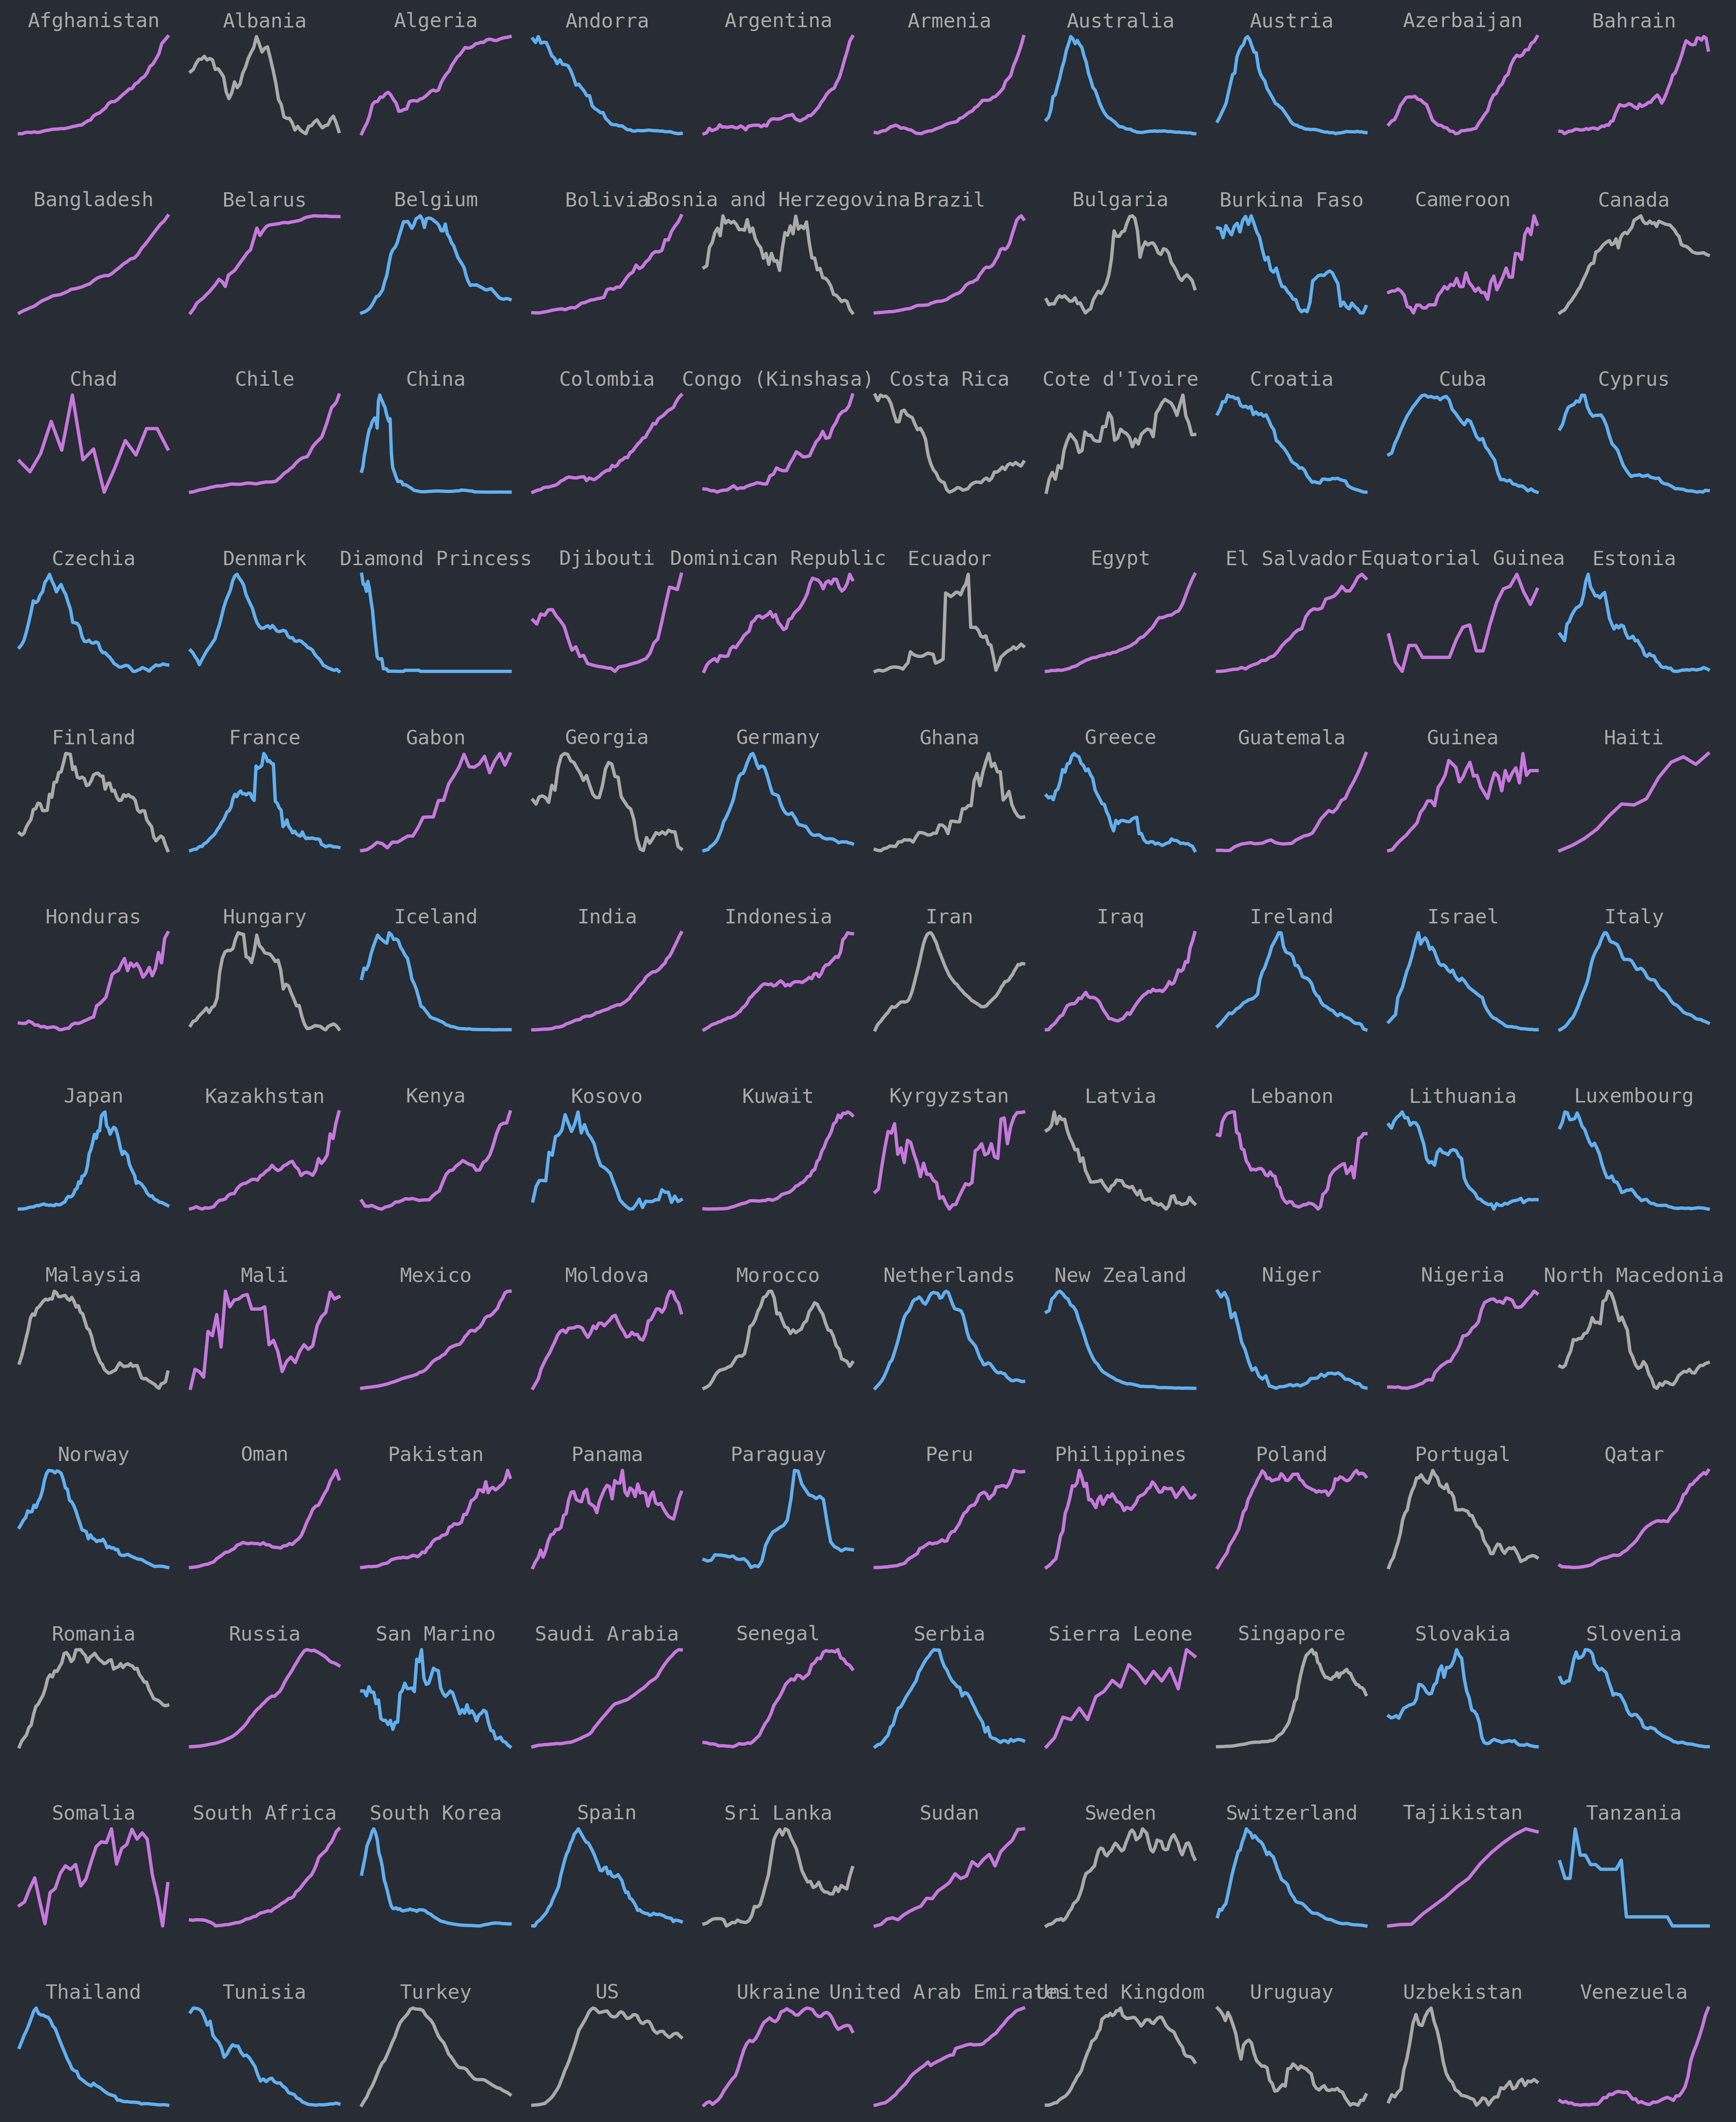 Afghanistan Albania Algeria Andorra Argentina Armenia Australia Austria Azerbaijan Bahrain
Bangladesh Belarus Belgium Bolivia Bosnia and Herzegovina Brazil Bulgaria Burkina Faso Cameroon Canada
Chad Chile China Colombia Congo (Kinshasa) Costa Rica Cote d'Ivoire Croatia Cuba Cyprus
Czechia Denmark Diamond Princess Djibouti Dominican Republic Ecuador Egypt El Salvador Equatorial Guinea Estonia
Finland France Gabon Georgia Germany Ghana Greece Guatemala Guinea Haiti
Honduras Hungary Iceland India Indonesia Iran Iraq Ireland Israel Italy
Japan Kazakhstan Kenya Kosovo Kuwait Kyrgyzstan Latvia Lebanon Lithuania Luxembourg
Malaysia Mali Mexico Moldova Morocco Netherlands New Zealand Niger Nigeria North Macedonia
Norway Oman Pakistan Panama Paraguay Peru Philippines Poland Portugal Qatar
Romania Russia San Marino Saudi Arabia Senegal Serbia Sierra Leone Singapore Slovakia Slovenia
Somalia South Africa South Korea Spain Sri Lanka Sudan Sweden Switzerland Tajikistan Tanzania
Thailand Tunisia Turkey US Ukraine United Arab Emirates United Kingdom Uruguay Uzbekistan Venezuela